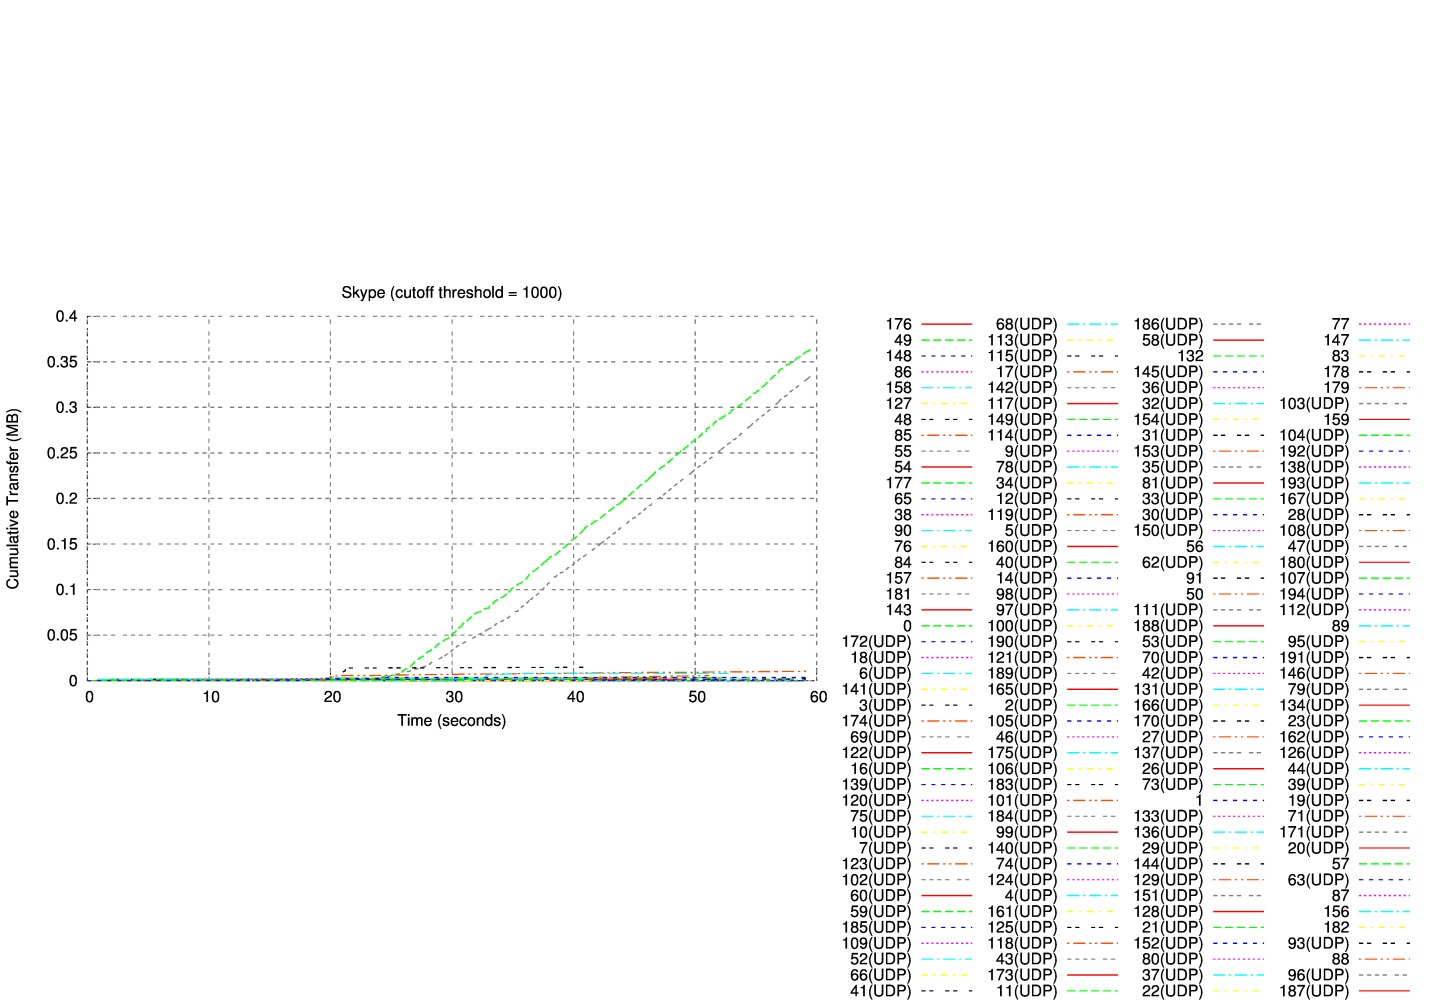 Skype (cutoff threshold = 1000)
Cumulative Transfer (MB)
0.4
0.35
0.3
0.25
0.2
0.15
0.1
0.05
0
0 10 20 30 40 50 60
Time (seconds)
176 68(UDP) 186(UDP) 77
49 113(UDP) 58(UDP) 147
148 115(UDP) 132 83
86 17(UDP) 145(UDP) 178
158 142(UDP) 36(UDP) 179
127 117(UDP) 32(UDP) 103(UDP)
48 149(UDP) 154(UDP) 159
85 114(UDP) 31(UDP) 104(UDP)
55 9(UDP) 153(UDP) 192(UDP)
54 78(UDP) 35(UDP) 138(UDP)
177 34(UDP) 81(UDP) 193(UDP)
65 12(UDP) 33(UDP) 167(UDP)
38 119(UDP) 30(UDP) 28(UDP)
90 5(UDP) 150(UDP) 108(UDP)
76 160(UDP) 56 47(UDP)
84 40(UDP) 62(UDP) 180(UDP)
157 14(UDP) 91 107(UDP)
181 98(UDP) 50 194(UDP)
143 97(UDP) 111(UDP) 112(UDP)
0 100(UDP) 188(UDP) 89
172(UDP) 190(UDP) 53(UDP) 95(UDP)
18(UDP) 121(UDP) 70(UDP) 191(UDP)
6(UDP) 189(UDP) 42(UDP) 146(UDP)
141(UDP) 165(UDP) 131(UDP) 79(UDP)
3(UDP) 2(UDP) 166(UDP) 134(UDP)
174(UDP) 105(UDP) 170(UDP) 23(UDP)
69(UDP) 46(UDP) 27(UDP) 162(UDP)
122(UDP) 175(UDP) 137(UDP) 126(UDP)
16(UDP) 106(UDP) 26(UDP) 44(UDP)
139(UDP) 183(UDP) 73(UDP) 39(UDP)
120(UDP) 101(UDP) 1 19(UDP)
75(UDP) 184(UDP) 133(UDP) 71(UDP)
10(UDP) 99(UDP) 136(UDP) 171(UDP)
7(UDP) 140(UDP) 29(UDP) 20(UDP)
123(UDP) 74(UDP) 144(UDP) 57
102(UDP) 124(UDP) 129(UDP) 63(UDP)
60(UDP) 4(UDP) 151(UDP) 87
59(UDP) 161(UDP) 128(UDP) 156
185(UDP) 125(UDP) 21(UDP) 182
109(UDP) 118(UDP) 152(UDP) 93(UDP)
52(UDP) 43(UDP) 80(UDP) 88
66(UDP) 173(UDP) 37(UDP) 96(UDP)
41(UDP) 11(UDP) 22(UDP) 187(UDP)